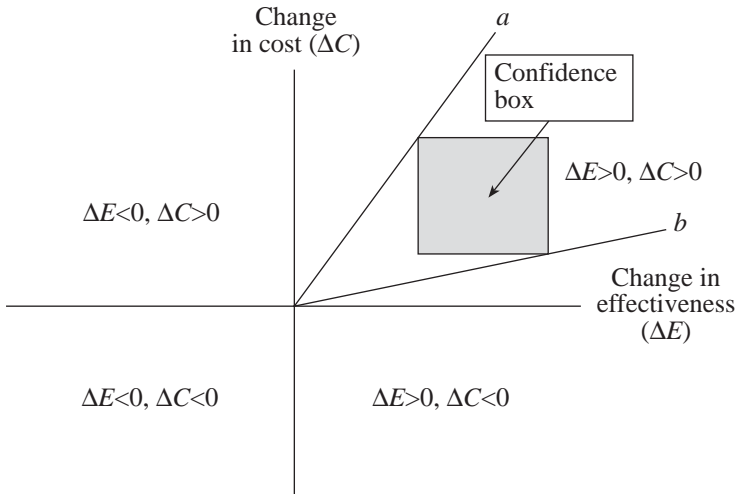 Change
in cost (ΔC)
a
Confidence
box
ΔE>0, ΔC>0
ΔE<0, ΔC>0
b
Change in
effectiveness
(ΔE)
ΔE<0, ΔC<0
ΔE>0, ΔC<0